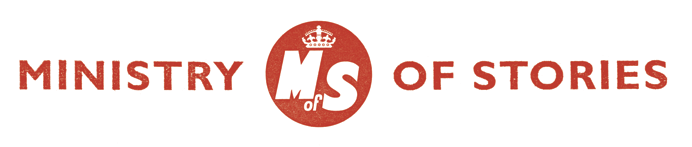 MINISTRY M of S OF STORIES